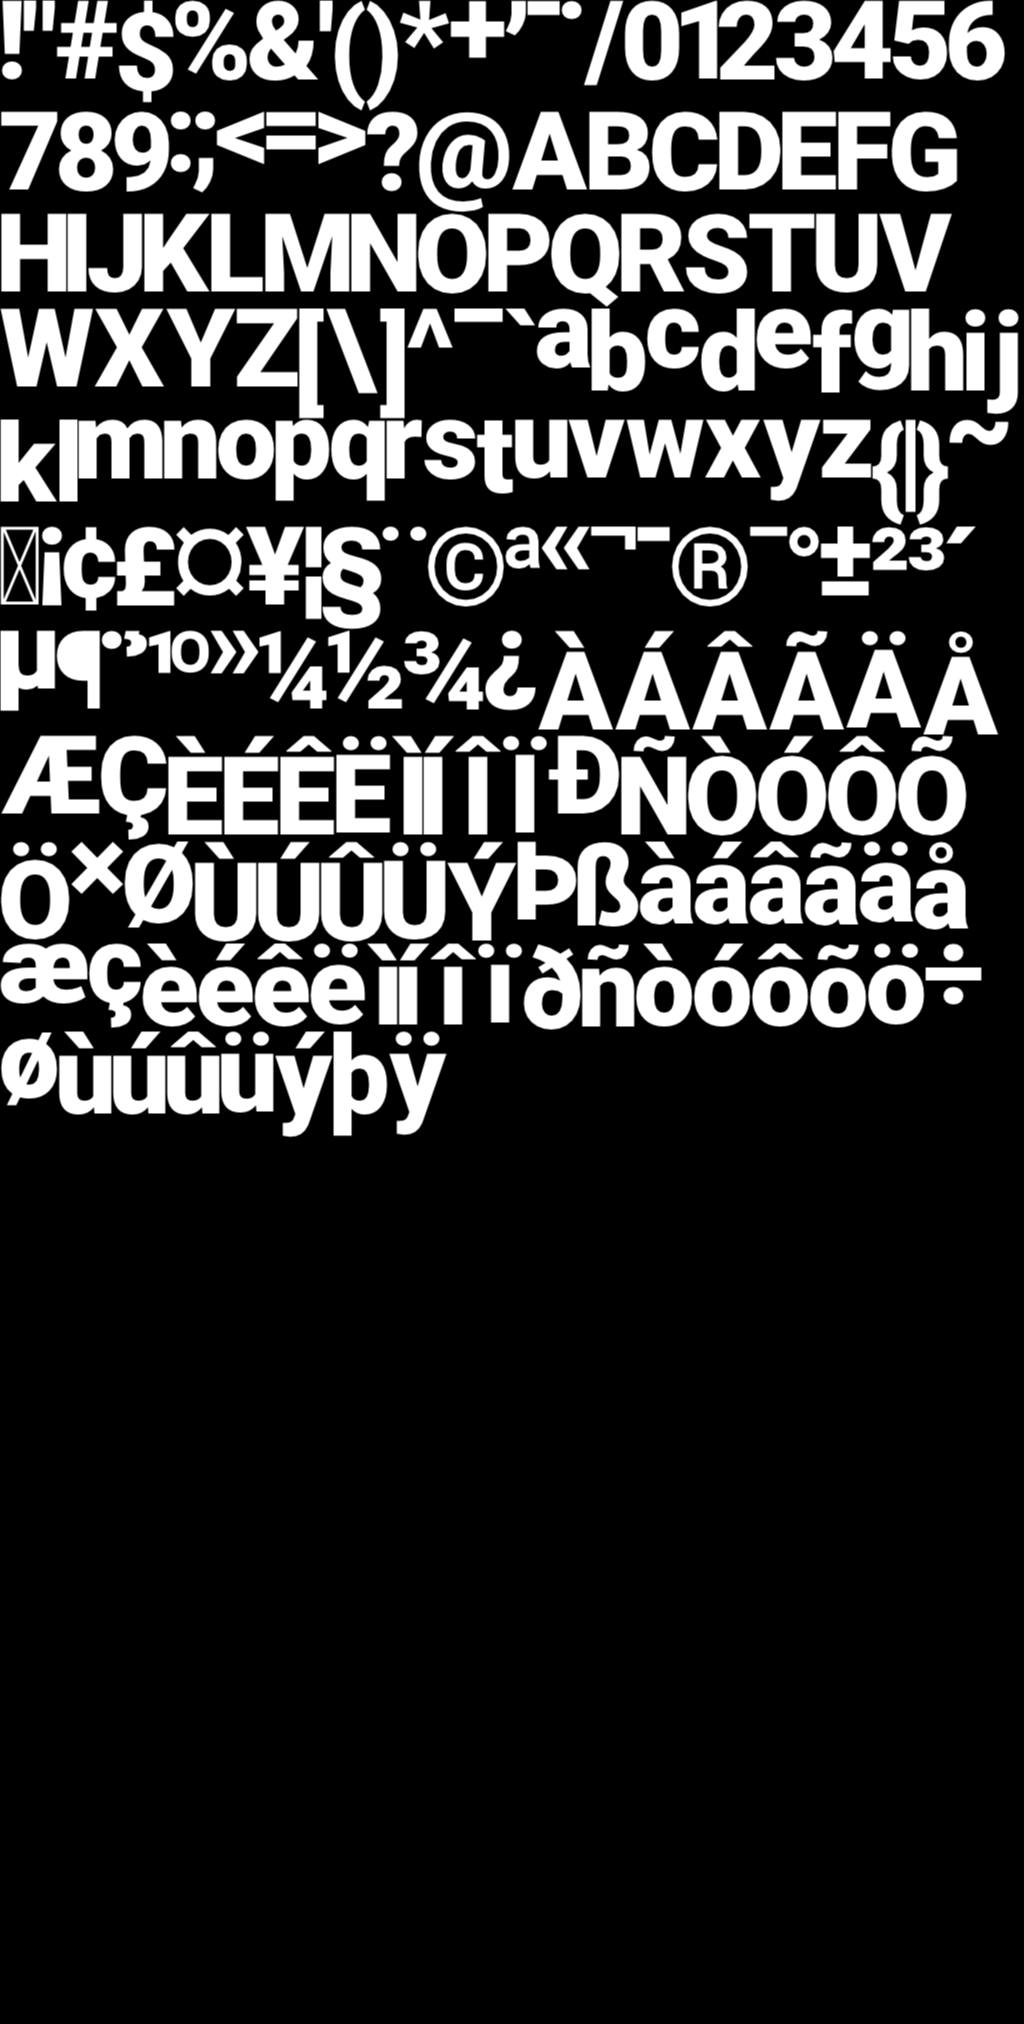 !"#$%&'()*+,-./0123456
789:;<=>?@ABCDEFG
HIJKLMNOPQRSTUV
WXYZ[\]^_`abcdefghij
klmnopqrstuvwxyz{|}~
¡¢£¤¥¦§¨©ª«¬-®¯°±²³´
µ¶·¸¹º»¼½¾¿ÀÁÂÃÄÅ
ÆÇÈÉÊËÌÍÎÏÐÑÒÓÔÕ
Ö×ØÙÚÛÜÝÞßàáâãäå
æçèéêëìíîïðñòóôõö÷
øùúûüýþÿ